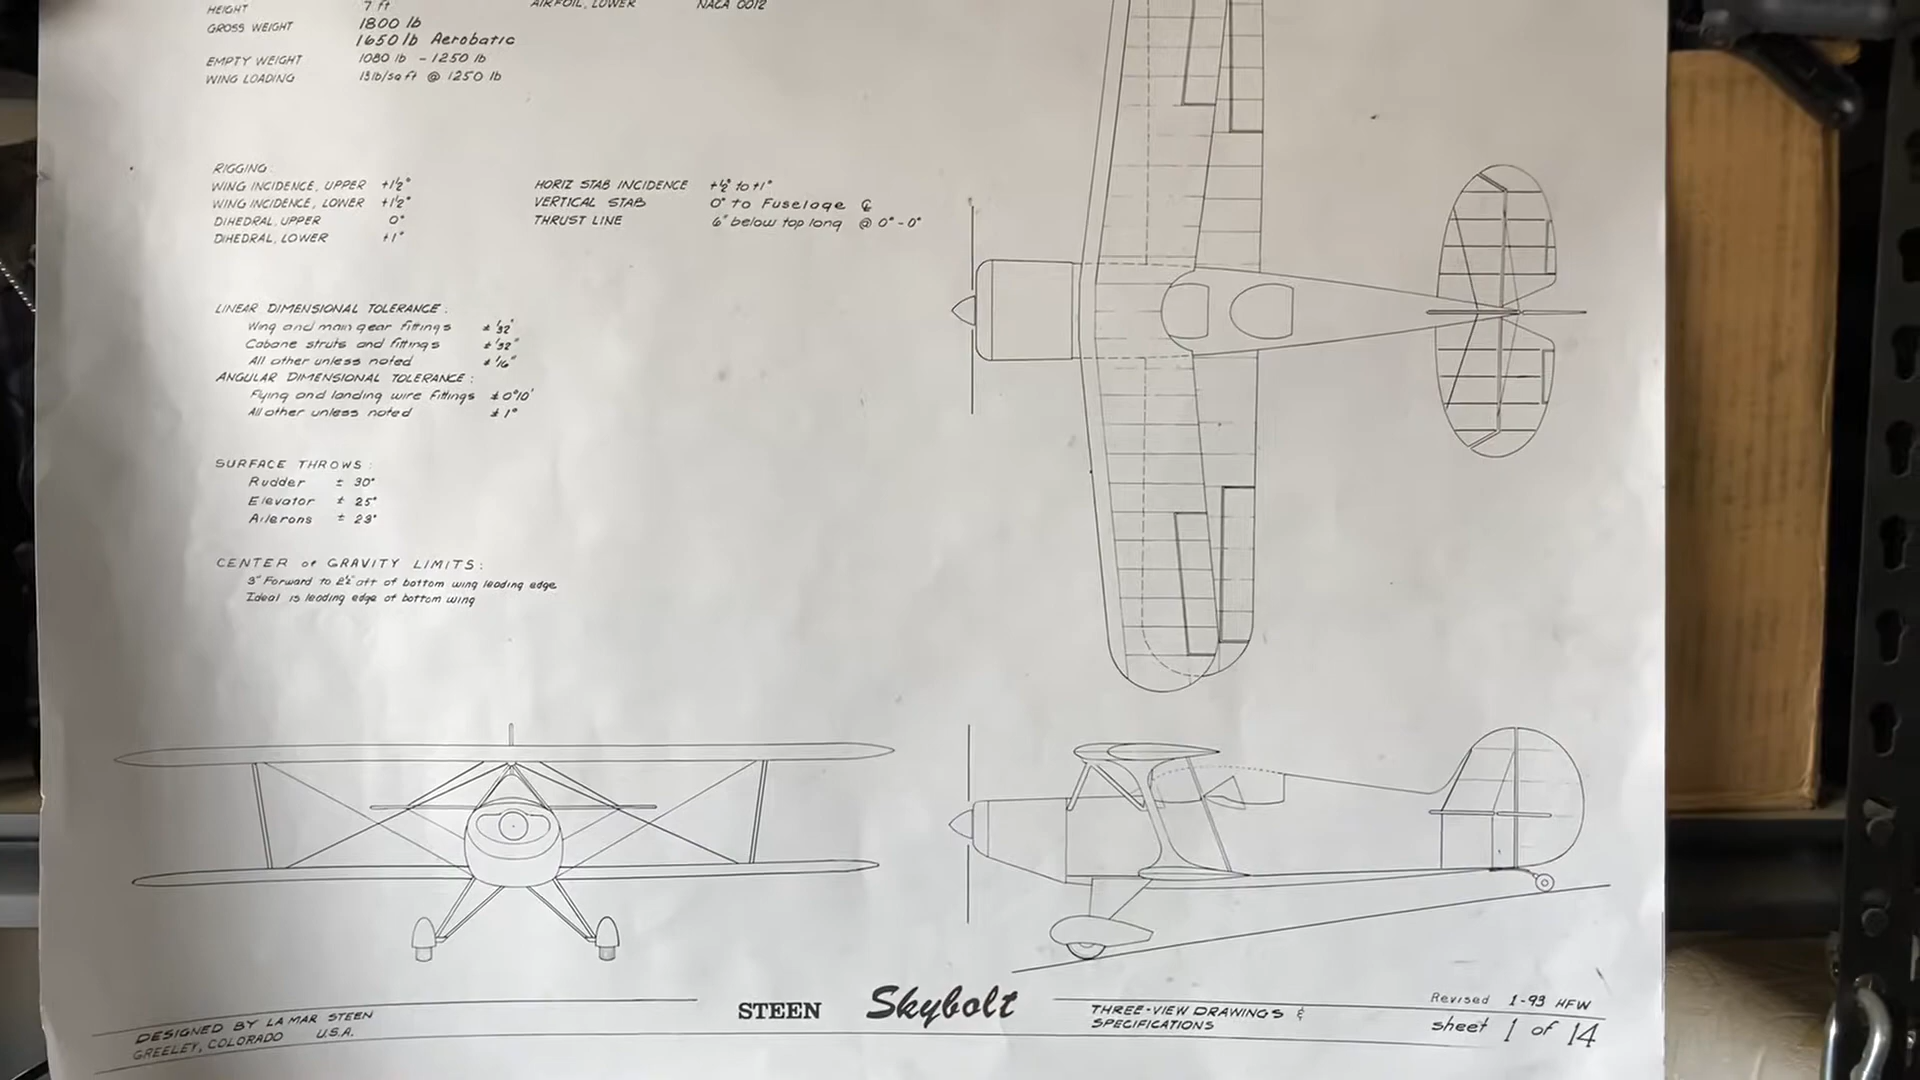 HEIGHT 7 ft AIRFOIL, LOWER NACA 0012
GROSS WEIGHT 1800 lb
1650 lb Aerobatic
EMPTY WEIGHT 1080 lb - 1250 lb
WING LOADING 13 lb/sq ft @ 1250 lb
RIGGING:
WING INCIDENCE, UPPER +1½° HORIZ STAB INCIDENCE +½° to +1°
WING INCIDENCE, LOWER +1½° VERTICAL STAB 0° to Fuselage ℄
DIHEDRAL, UPPER 0° THRUST LINE 6" below top long @ 0° - 0°
DIHEDRAL, LOWER +1°
LINEAR DIMENSIONAL TOLERANCE:
Wing and main gear fittings ± 1/32"
Cabane struts and fittings ± 1/32"
All other unless noted ± 1/16"
ANGULAR DIMENSIONAL TOLERANCE:
Flying and landing wire fittings ± 0°10'
All other unless noted ± 1°
SURFACE THROWS:
Rudder ± 30°
Elevator ± 25°
Ailerons ± 23°
CENTER of GRAVITY LIMITS:
3" Forward to 2½" aft of bottom wing leading edge
Ideal is leading edge of bottom wing
DESIGNED BY LA MAR STEEN
GREELEY, COLORADO U.S.A.
STEEN Skybolt
THREE-VIEW DRAWINGS &
SPECIFICATIONS
Revised 1-93 HFW
sheet 1 of 14